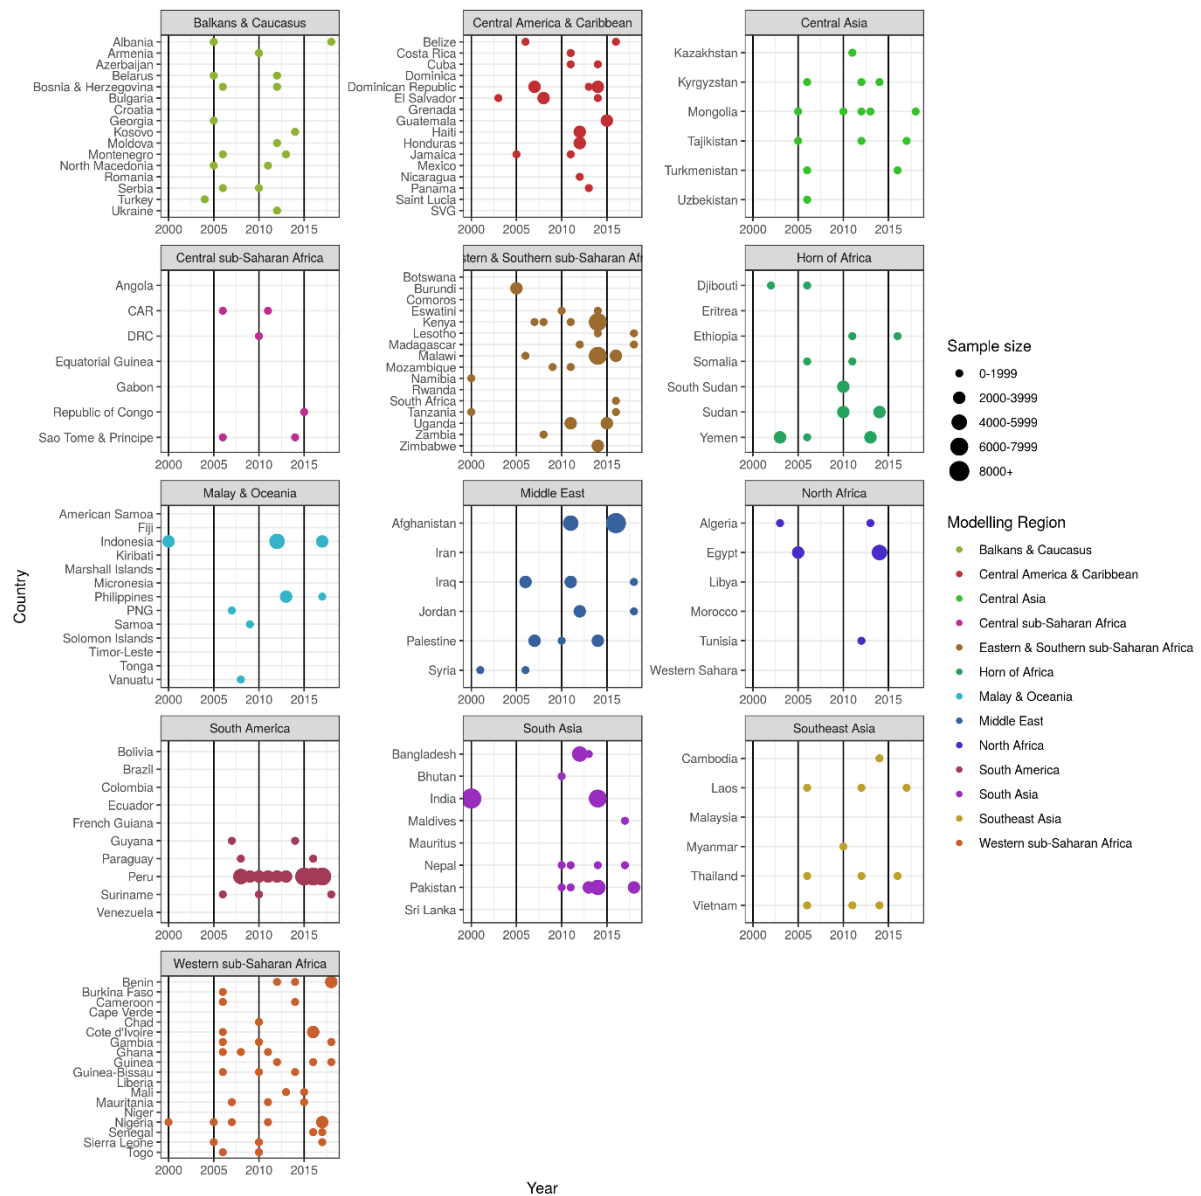 Balkans & Caucasus
Albania
Armenia
Azerbaijan
Belarus
Bosnia & Herzegovina
Bulgaria
Croatia
Georgia
Kosovo
Moldova
Montenegro
North Macedonia
Romania
Serbia
Turkey
Ukraine
2000 2005 2010 2015
Central America & Caribbean
Belize
Costa Rica
Cuba
Dominica
Dominican Republic
El Salvador
Grenada
Guatemala
Haiti
Honduras
Jamaica
Mexico
Nicaragua
Panama
Saint Lucia
SVG
2000 2005 2010 2015
Central Asia
Kazakhstan
Kyrgyzstan
Mongolia
Tajikistan
Turkmenistan
Uzbekistan
2000 2005 2010 2015
Central sub-Saharan Africa
Angola
CAR
DRC
Equatorial Guinea
Gabon
Republic of Congo
Sao Tome & Principe
2000 2005 2010 2015
stern & Southern sub-Saharan Afr
Botswana
Burundi
Comoros
Eswatini
Kenya
Lesotho
Madagascar
Malawi
Mozambique
Namibia
Rwanda
South Africa
Tanzania
Uganda
Zambia
Zimbabwe
2000 2005 2010 2015
Horn of Africa
Djibouti
Eritrea
Ethiopia
Somalia
South Sudan
Sudan
Yemen
2000 2005 2010 2015
Malay & Oceania
American Samoa
Fiji
Indonesia
Kiribati
Marshall Islands
Micronesia
Philippines
PNG
Samoa
Solomon Islands
Timor-Leste
Tonga
Vanuatu
2000 2005 2010 2015
Middle East
Afghanistan
Iran
Iraq
Jordan
Palestine
Syria
2000 2005 2010 2015
North Africa
Algeria
Egypt
Libya
Morocco
Tunisia
Western Sahara
2000 2005 2010 2015
South America
Bolivia
Brazil
Colombia
Ecuador
French Guiana
Guyana
Paraguay
Peru
Suriname
Venezuela
2000 2005 2010 2015
South Asia
Bangladesh
Bhutan
India
Maldives
Mauritus
Nepal
Pakistan
Sri Lanka
2000 2005 2010 2015
Southeast Asia
Cambodia
Laos
Malaysia
Myanmar
Thailand
Vietnam
2000 2005 2010 2015
Western sub-Saharan Africa
Benin
Burkina Faso
Cameroon
Cape Verde
Chad
Cote d'Ivoire
Gambia
Ghana
Guinea
Guinea-Bissau
Liberia
Mali
Mauritania
Niger
Nigeria
Senegal
Sierra Leone
Togo
2000 2005 2010 2015
Country
Year
Sample size
0-1999
2000-3999
4000-5999
6000-7999
8000+
Modelling Region
Balkans & Caucasus
Central America & Caribbean
Central Asia
Central sub-Saharan Africa
Eastern & Southern sub-Saharan Africa
Horn of Africa
Malay & Oceania
Middle East
North Africa
South America
South Asia
Southeast Asia
Western sub-Saharan Africa